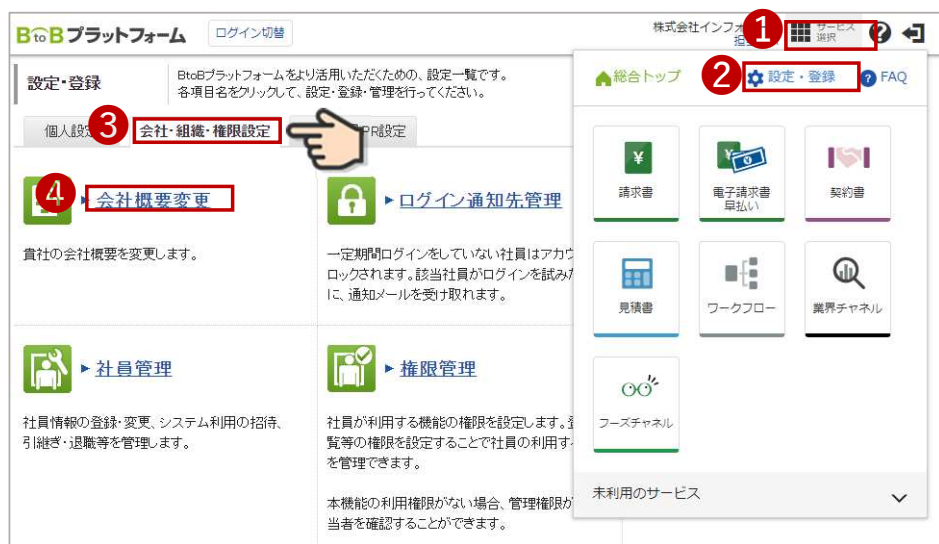 BtoBプラットフォーム
ログイン切替
株式会社インフォ
1
サービス
選択
設定・登録
BtoBプラットフォームをより活用いただくための、設定一覧です。
各項目名をクリックして、設定・登録・管理を行ってください。
総合トップ
2
設定・登録
FAQ
個人設
3
会社・組織・権限設定
PR設定
4
会社概要変更
貴社の会社概要を変更します。
ログイン通知先管理
一定期間ログインをしていない社員はアカウ
ロックされます。該当社員がログインを試みた
に、通知メールを受け取れます。
社員管理
社員情報の登録・変更、システム利用の招待、
引継ぎ・退職等を管理します。
権限管理
社員が利用する機能の権限を設定します。
覧等の権限を設定することで社員の利用す
を管理できます。
本機能の利用権限がない場合、管理権限が
当者を確認することができます。
請求書
電子請求書
早払い
契約書
見積書
ワークフロー
業界チャネル
フーズチャネル
未利用のサービス